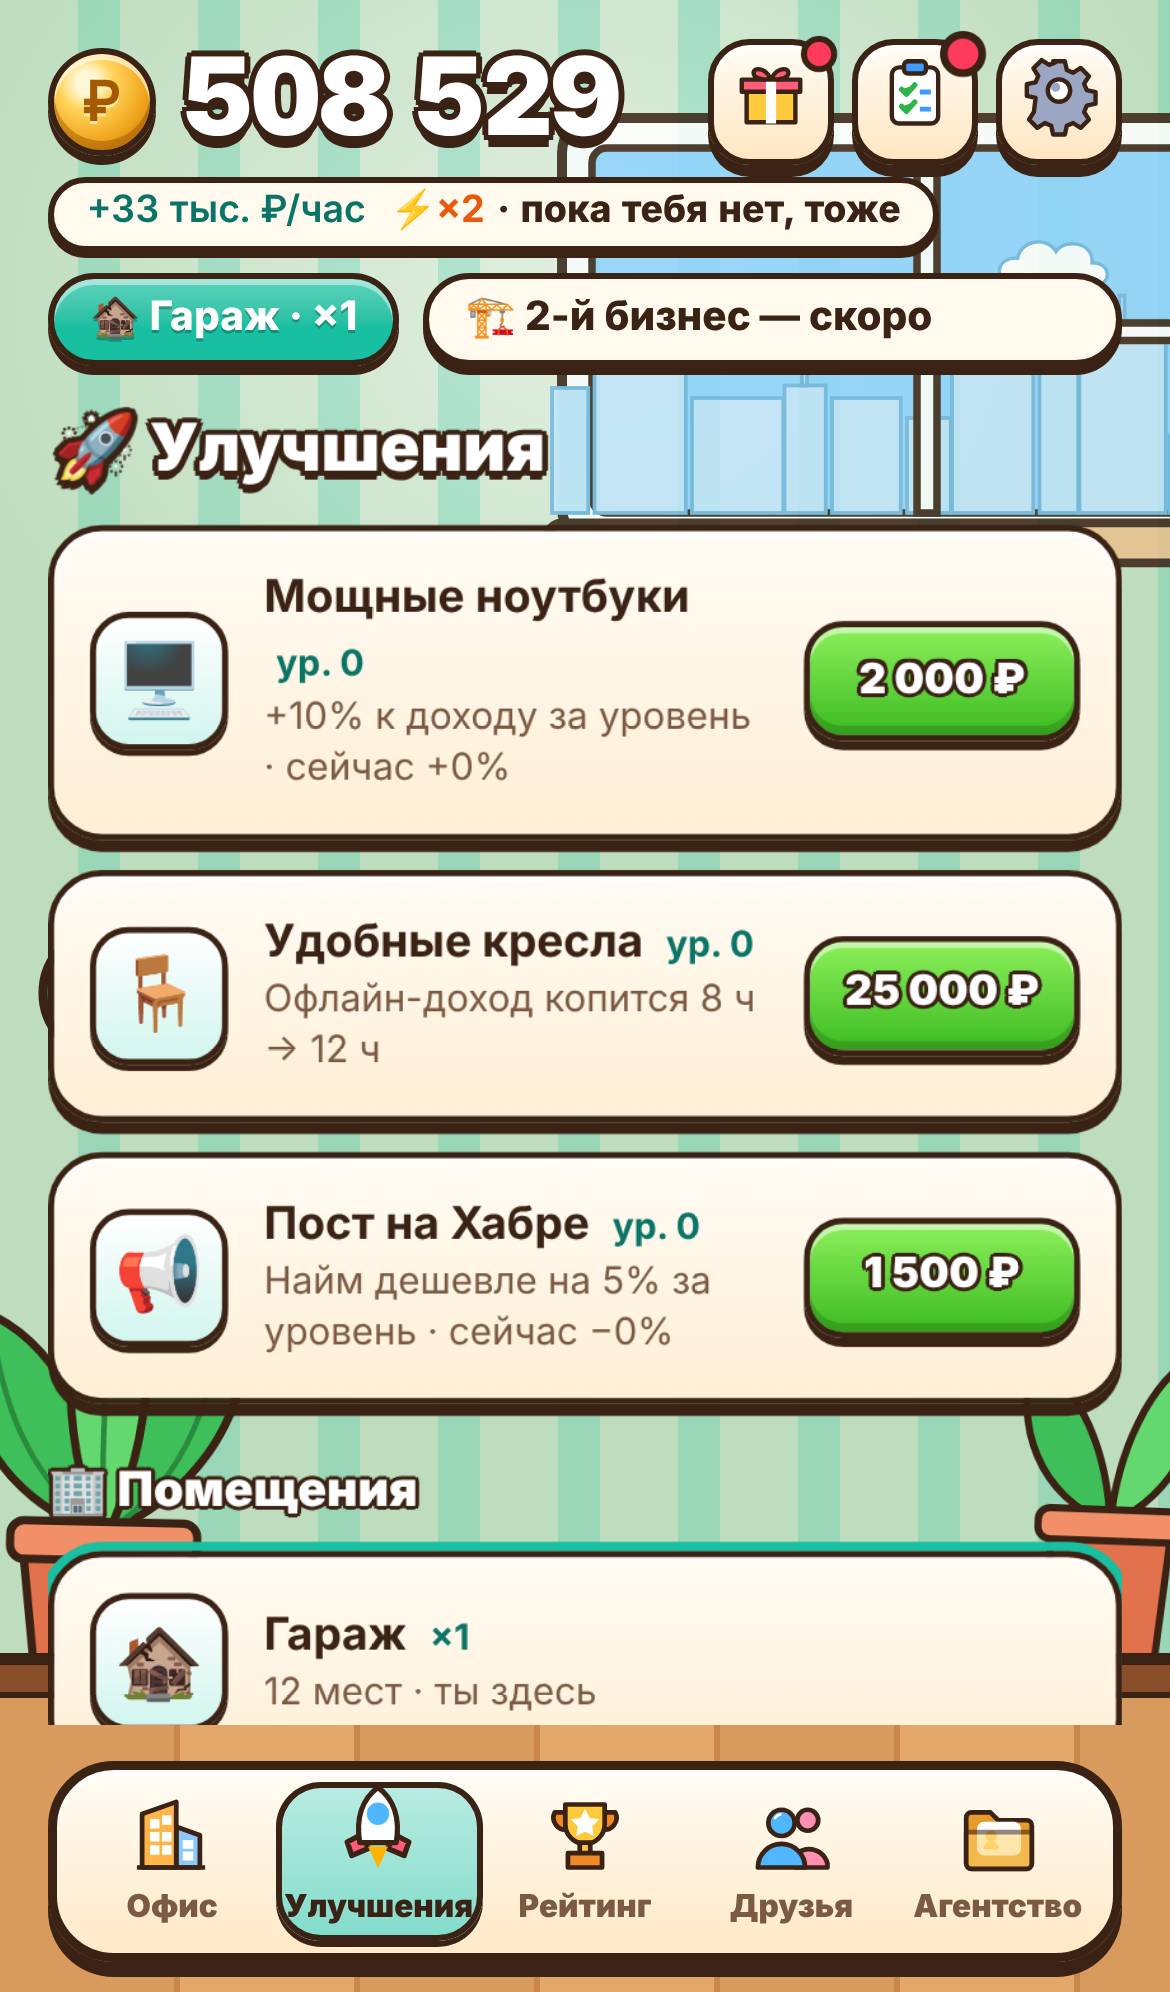 ₽ 508 529
+33 тыс. ₽/час ⚡×2 · пока тебя нет, тоже
Гараж · ×1
2-й бизнес — скоро
Улучшения
Мощные ноутбуки
ур. 0
+10% к доходу за уровень
· сейчас +0%
2 000 ₽
Удобные кресла ур. 0
Офлайн-доход копится 8 ч
→ 12 ч
25 000 ₽
Пост на Хабре ур. 0
Найм дешевле на 5% за
уровень · сейчас −0%
1 500 ₽
Помещения
Гараж ×1
12 мест · ты здесь
Офис
Улучшения
Рейтинг
Друзья
Агентство